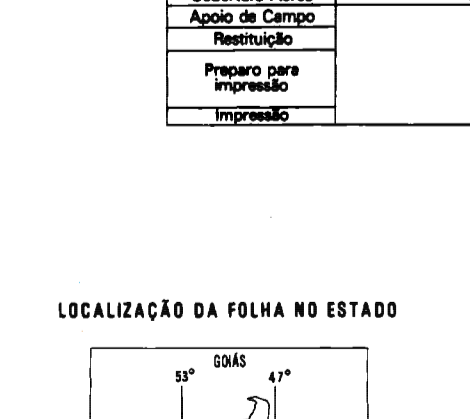 Apoio de Campo
Restituição
Preparo para
impressão
Impressão
LOCALIZAÇÃO DA FOLHA NO ESTADO
GOIÁS
53° 47°